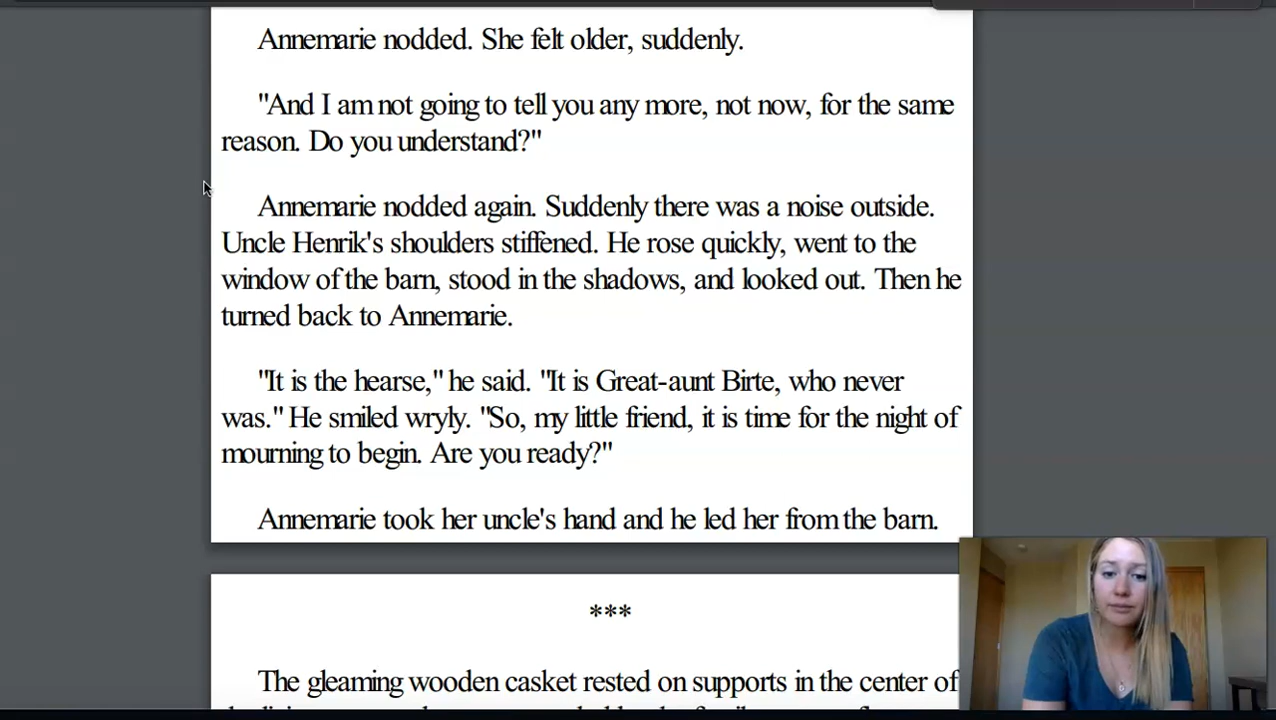 Annemarie nodded. She felt older, suddenly.
"And I am not going to tell you any more, not now, for the same
reason. Do you understand?"
Annemarie nodded again. Suddenly there was a noise outside.
Uncle Henrik's shoulders stiffened. He rose quickly, went to the
window of the barn, stood in the shadows, and looked out. Then he
turned back to Annemarie.
"It is the hearse," he said. "It is Great-aunt Birte, who never
was." He smiled wryly. "So, my little friend, it is time for the night of
mourning to begin. Are you ready?"
Annemarie took her uncle's hand and he led her from the barn.
***
The gleaming wooden casket rested on supports in the center of